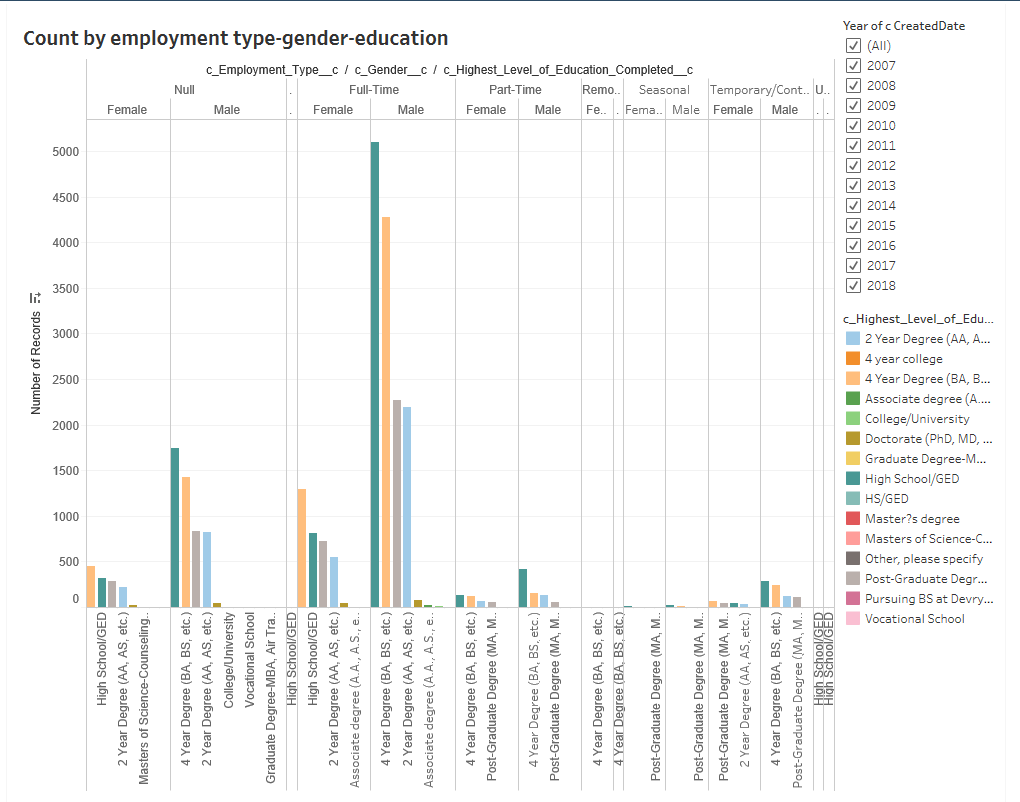 Count by employment type-gender-education
c_Employment_Type__c / c_Gender__c / c_Highest_Level_of_Education_Completed__c
Null . Full-Time Part-Time Remo.. . Seasonal Temporary/Cont.. U..
Female Male . Female Male Female Male Fe.. . Fema.. Male Female Male . .
Number of Records
5000
4500
4000
3500
3000
2500
2000
1500
1000
500
0
High School/GED
2 Year Degree (AA, AS, etc.)
Masters of Science-Counseling..
4 Year Degree (BA, BS, etc.)
2 Year Degree (AA, AS, etc.)
College/University
Vocational School
Graduate Degree-MBA, Air Tra..
High School/GED
High School/GED
2 Year Degree (AA, AS, etc.)
Associate degree (A.A., A.S., e..
4 Year Degree (BA, BS, etc.)
2 Year Degree (AA, AS, etc.)
Associate degree (A.A., A.S., e..
4 Year Degree (BA, BS, etc.)
Post-Graduate Degree (MA, M..
4 Year Degree (BA, BS, etc.)
Post-Graduate Degree (MA, M..
4 Year Degree (BA, BS, etc.)
4 Year Degree (BA, BS, etc.)
Post-Graduate Degree (MA, M..
Post-Graduate Degree (MA, M..
Post-Graduate Degree (MA, M..
2 Year Degree (AA, AS, etc.)
4 Year Degree (BA, BS, etc.)
Post-Graduate Degree (MA, M..
High School/GED
High School/GED
Year of c CreatedDate
(All)
2007
2008
2009
2010
2011
2012
2013
2014
2015
2016
2017
2018
c_Highest_Level_of_Edu...
2 Year Degree (AA, A...
4 year college
4 Year Degree (BA, B...
Associate degree (A....
College/University
Doctorate (PhD, MD, ...
Graduate Degree-M...
High School/GED
HS/GED
Master?s degree
Masters of Science-C...
Other, please specify
Post-Graduate Degr...
Pursuing BS at Devry...
Vocational School